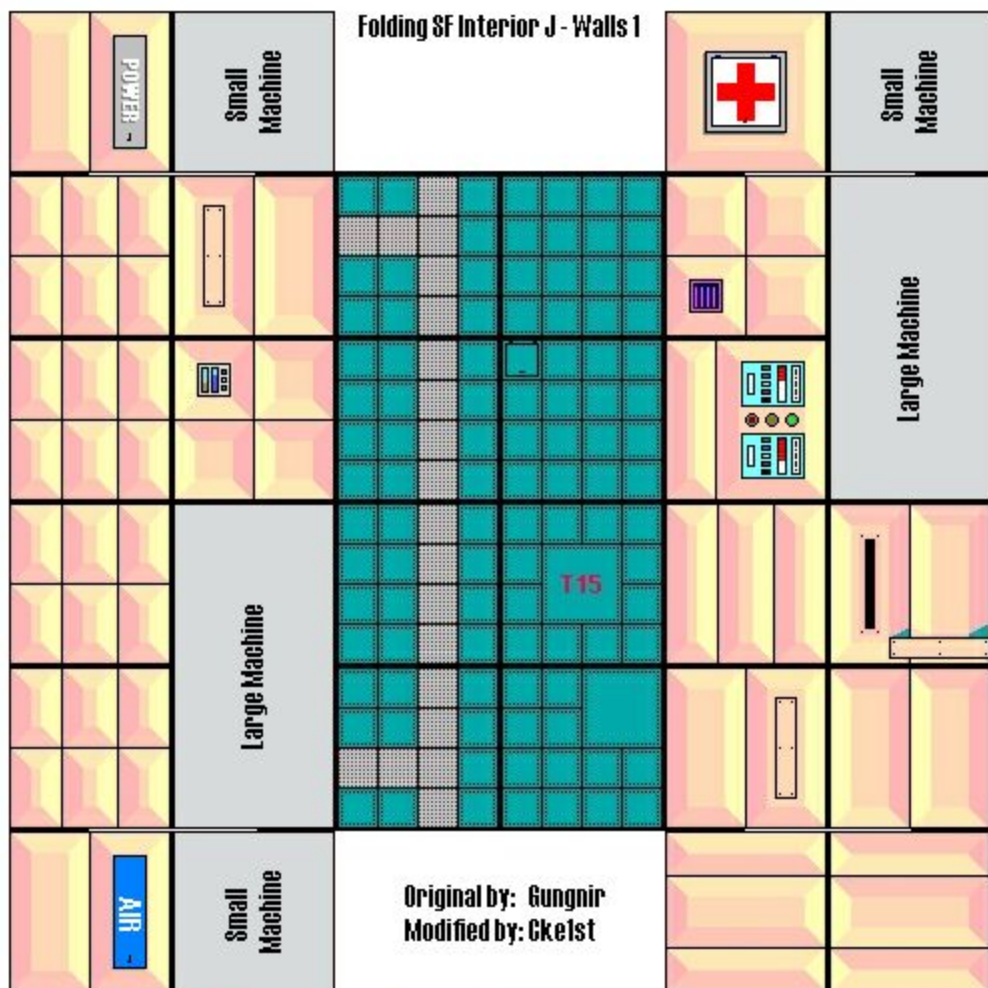 Folding SF Interior J - Walls 1
POWER
Small
Machine
Small
Machine
Large Machine
T15
Large Machine
AIR
Small
Machine
Original by: Gungnir
Modified by: Cke1st